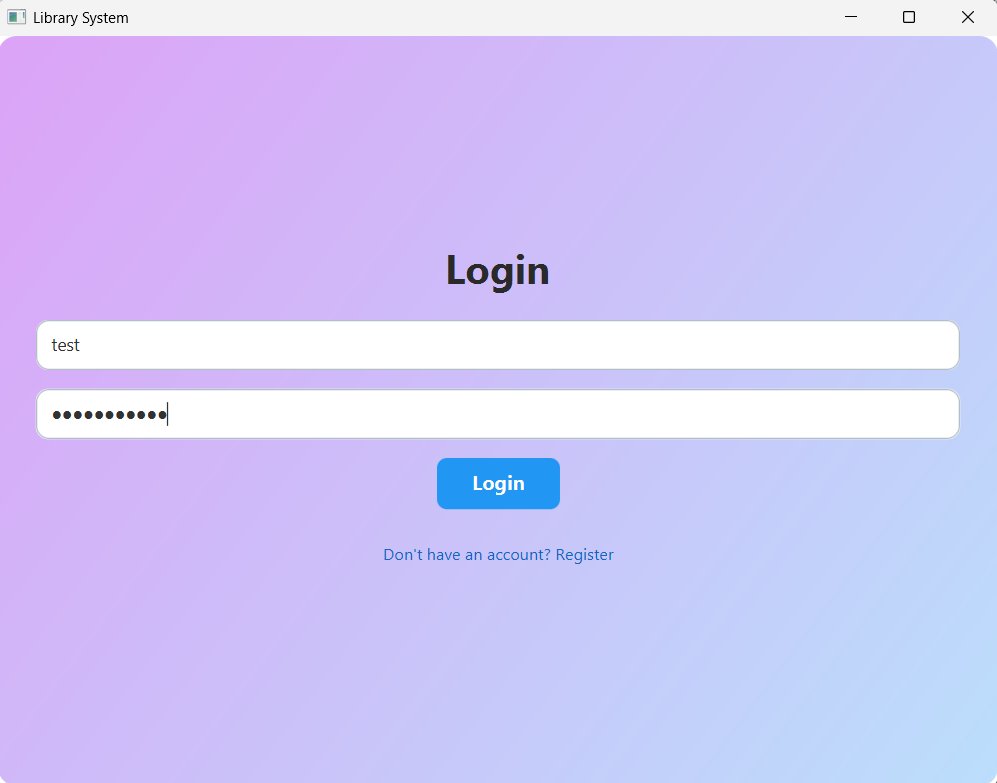 Library System
Login
test
●●●●●●●●●●●
Login
Don't have an account? Register